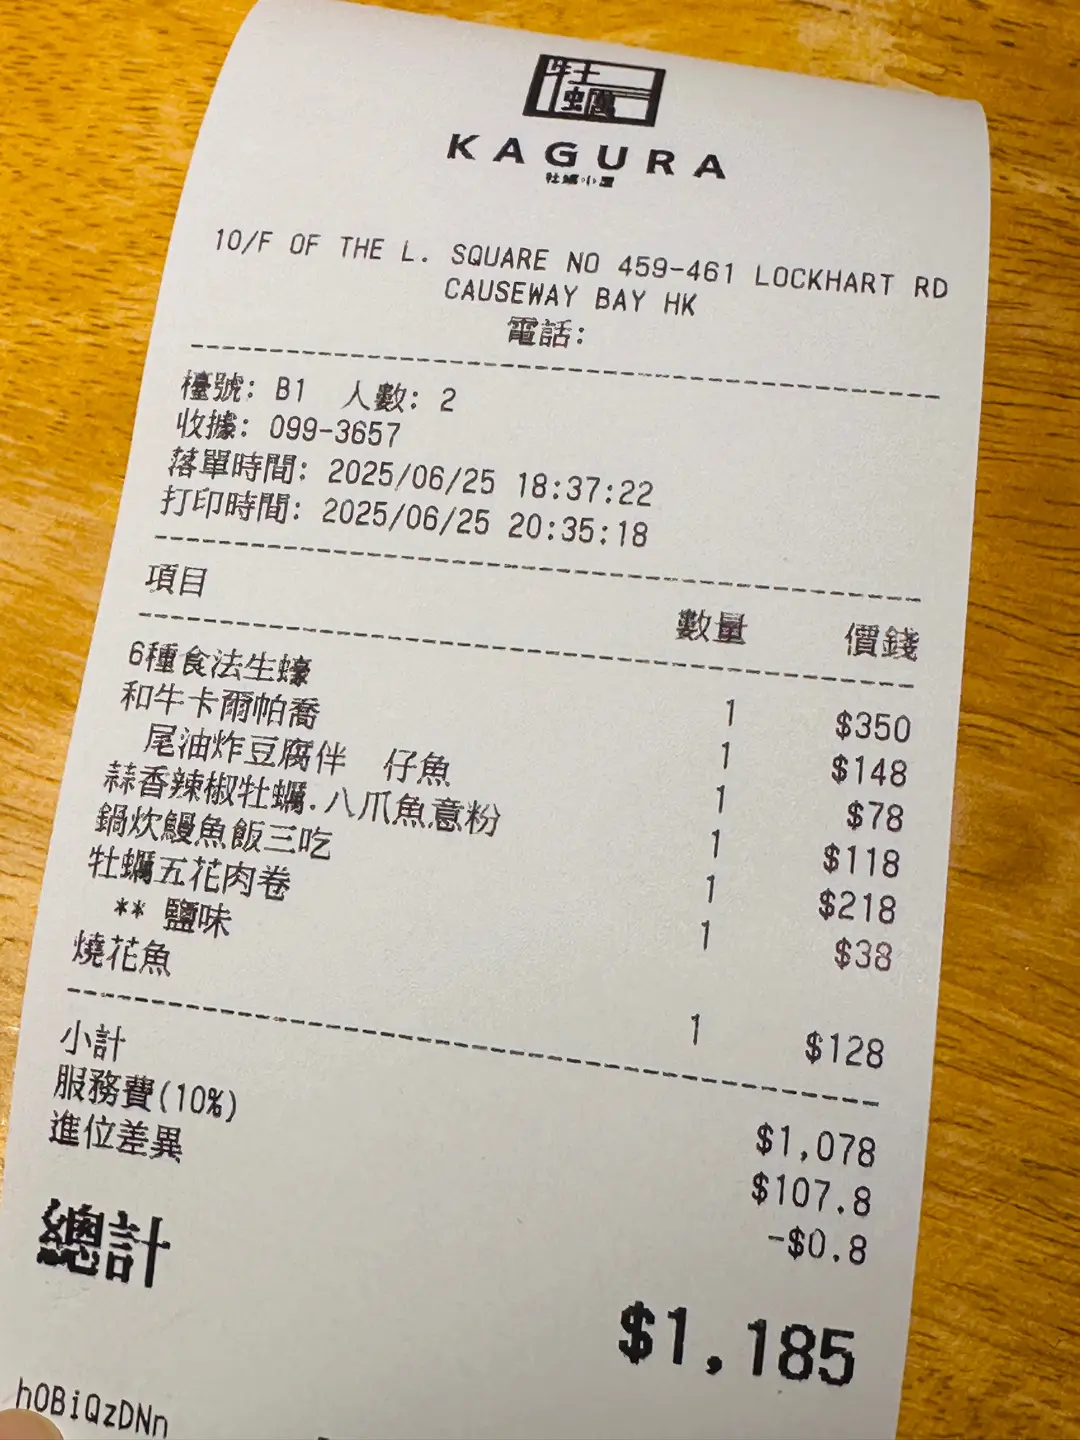 牡蠣
KAGURA
牡蠣小屋
10/F OF THE L. SQUARE NO 459-461 LOCKHART RD
CAUSEWAY BAY HK
電話:
檯號: B1 人數: 2
收據: 099-3657
落單時間: 2025/06/25 18:37:22
打印時間: 2025/06/25 20:35:18
項目 數量 價錢
6種食法生蠔 1 $350
和牛卡爾帕喬 1 $148
尾油炸豆腐伴 仔魚 1 $78
蒜香辣椒牡蠣.八爪魚意粉 1 $118
鍋炊鰻魚飯三吃 1 $218
牡蠣五花肉卷 1 $38
** 鹽味
燒花魚 1 $128
小計 $1,078
服務費(10%) $107.8
進位差異 -$0.8
總計 $1,185
hOBiQzDNn